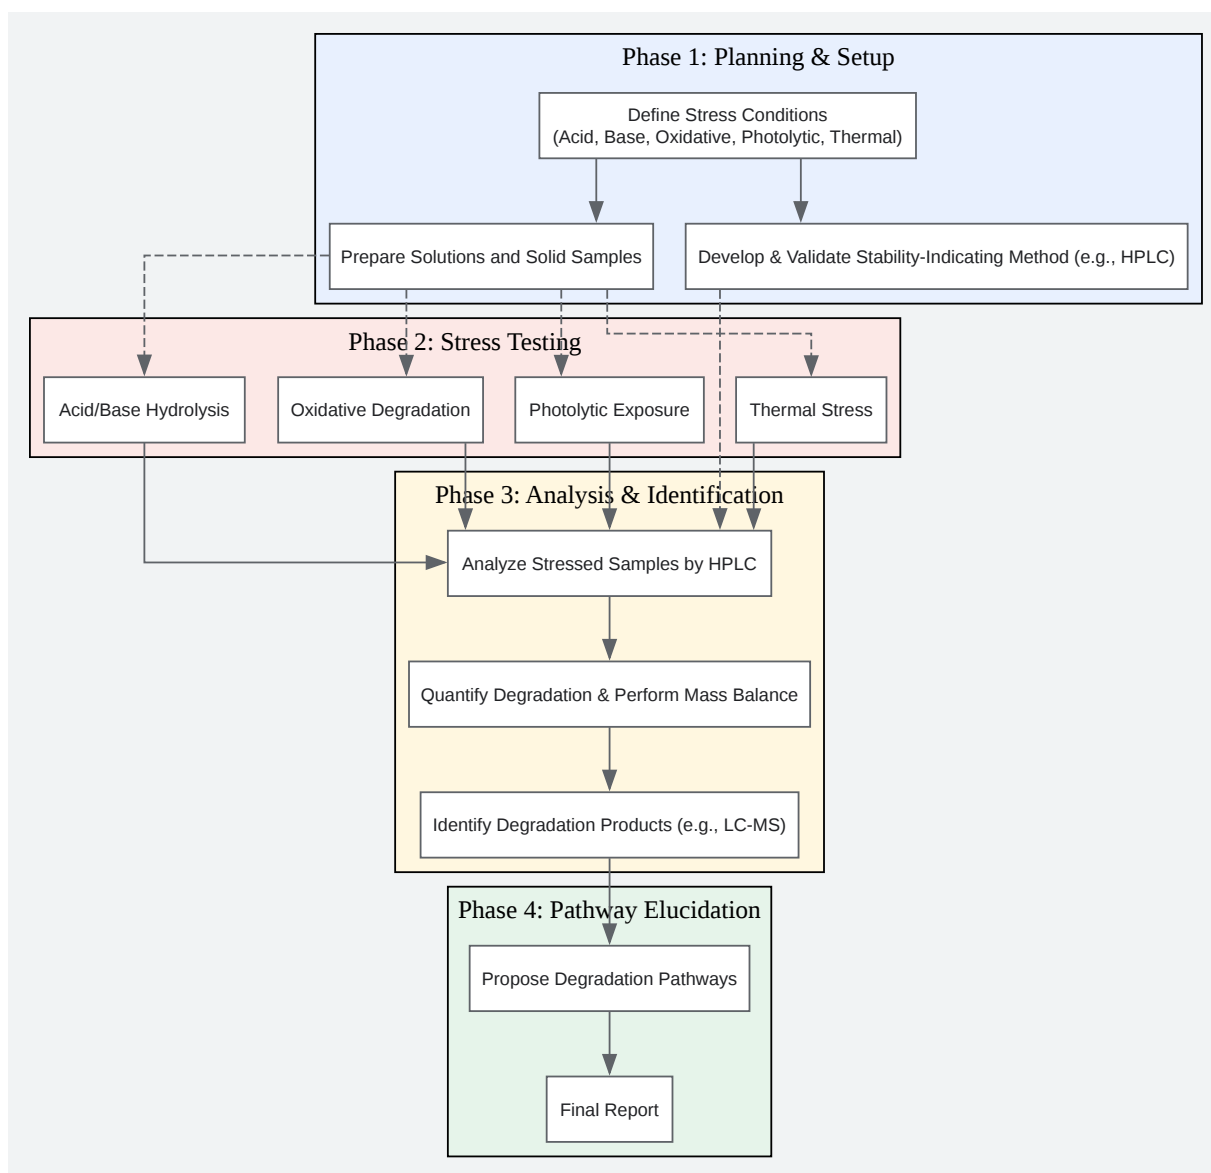 Phase 1: Planning & Setup
Define Stress Conditions
(Acid, Base, Oxidative, Photolytic, Thermal)
Prepare Solutions and Solid Samples
Develop & Validate Stability-Indicating Method (e.g., HPLC)
Phase 2: Stress Testing
Acid/Base Hydrolysis
Oxidative Degradation
Photolytic Exposure
Thermal Stress
Phase 3: Analysis & Identification
Analyze Stressed Samples by HPLC
Quantify Degradation & Perform Mass Balance
Identify Degradation Products (e.g., LC-MS)
Phase 4: Pathway Elucidation
Propose Degradation Pathways
Final Report